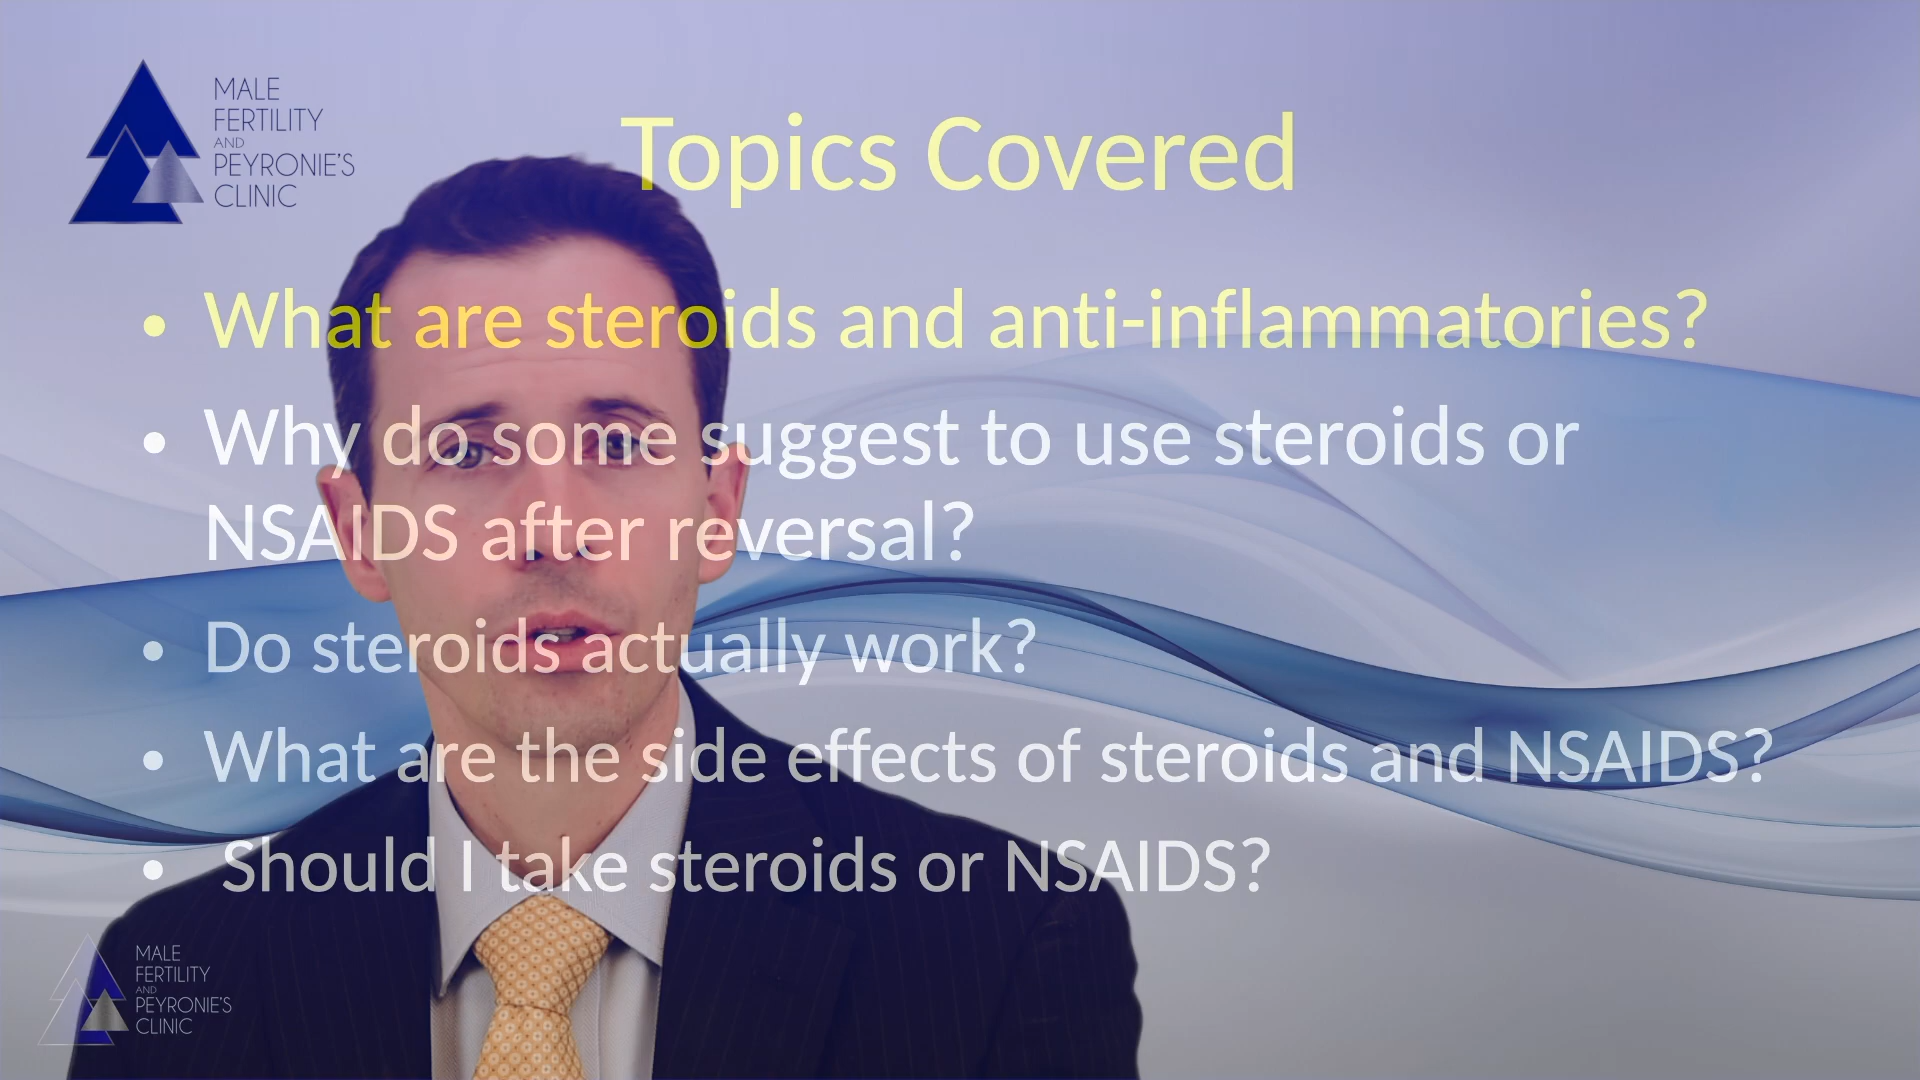 MALE
FERTILITY
AND
PEYRONIE'S
CLINIC
Topics Covered
• What are steroids and anti-inflammatories?
• Why do some suggest to use steroids or
NSAIDS after reversal?
• Do steroids actually work?
• What are the side effects of steroids and NSAIDS?
• Should I take steroids or NSAIDS?
MALE
FERTILITY
AND
PEYRONIE'S
CLINIC